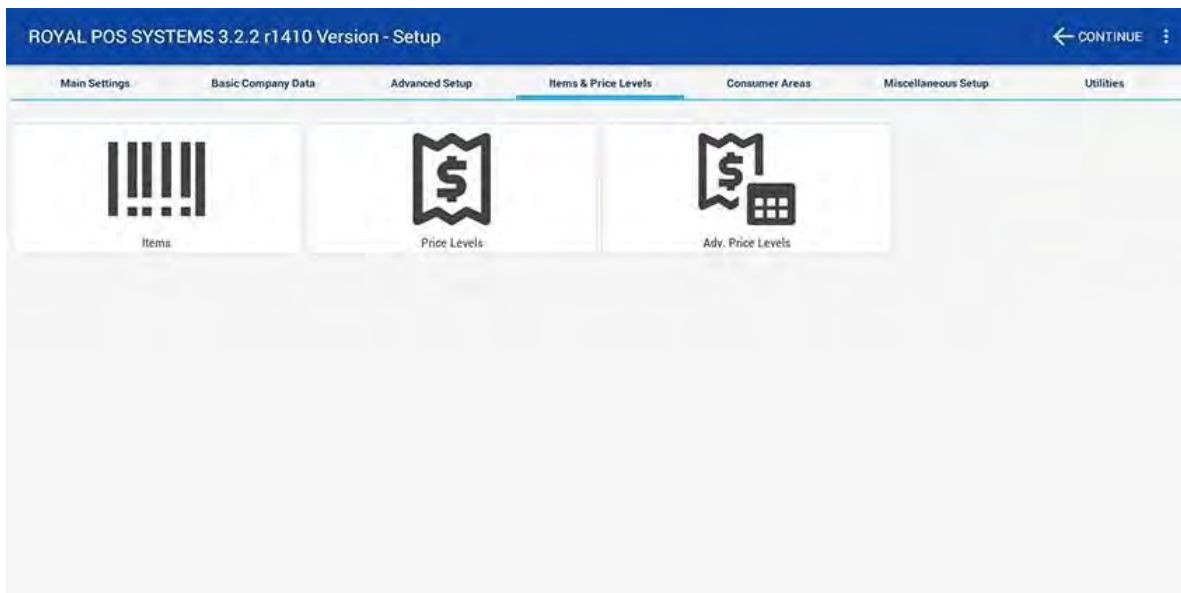 ROYAL POS SYSTEMS 3.2.2 r1410 Version - Setup
CONTINUE
Main Settings Basic Company Data Advanced Setup Items & Price Levels Consumer Areas Miscellaneous Setup Utilities
Items Price Levels Adv. Price Levels